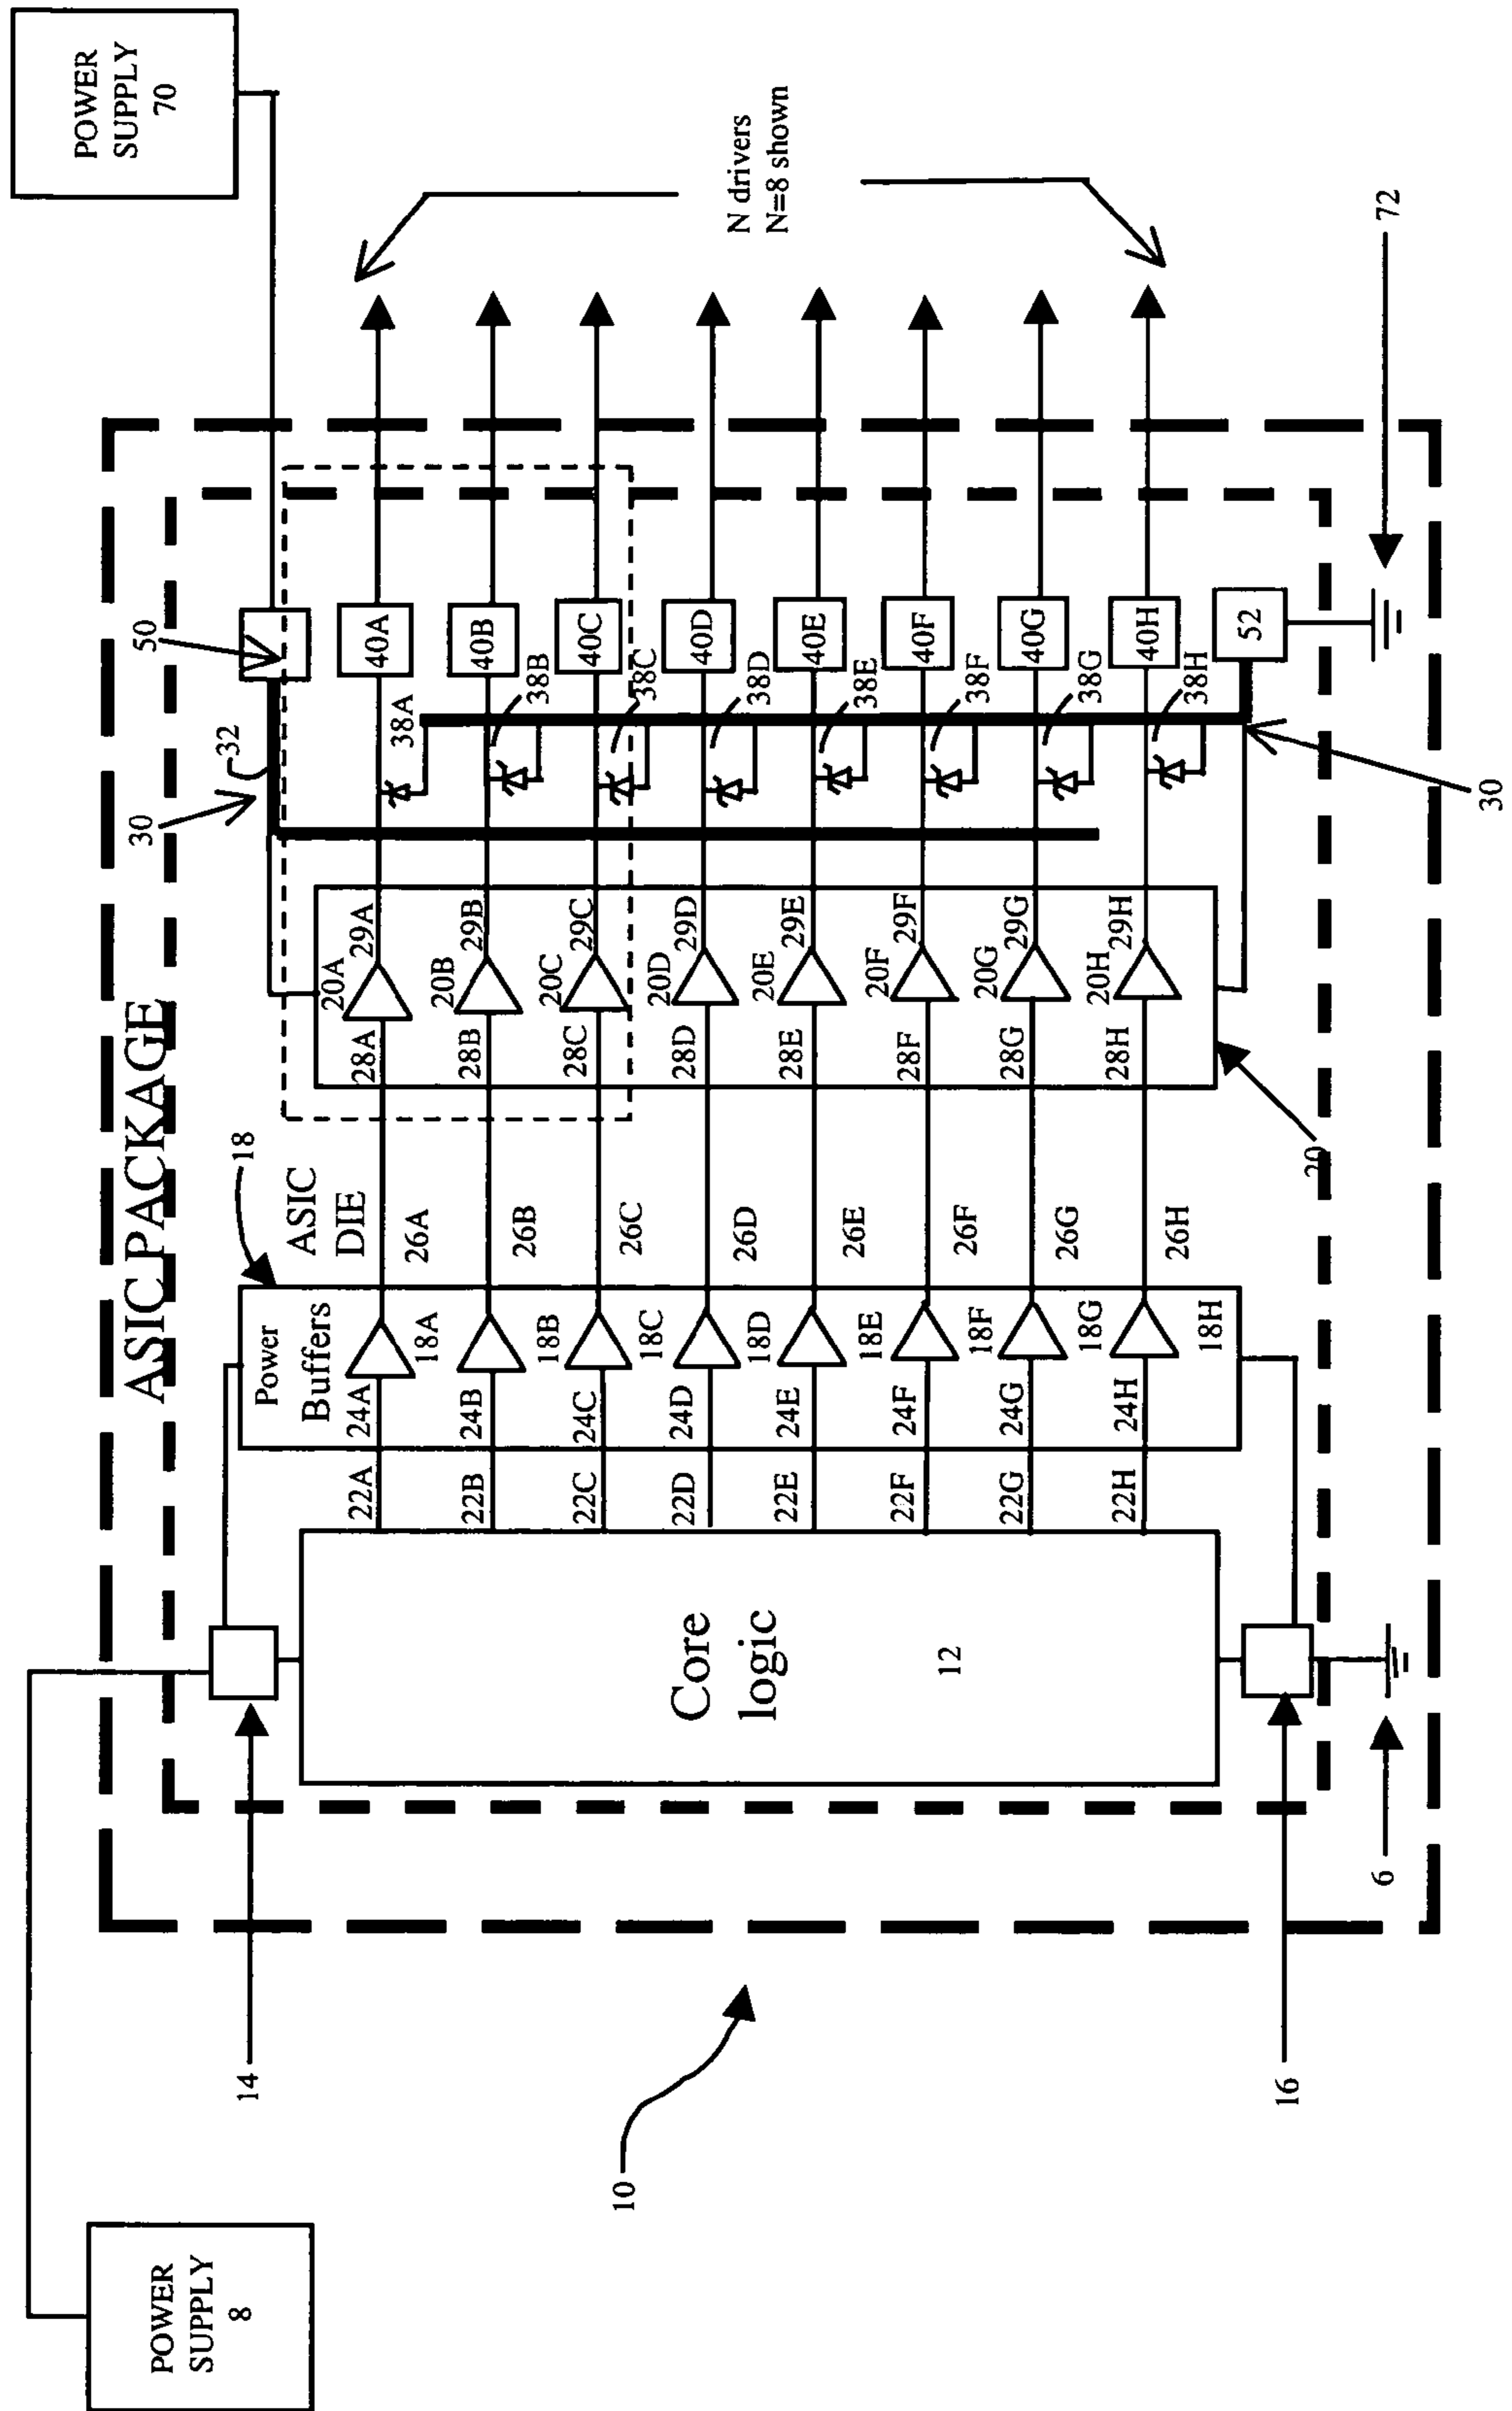 POWER
SUPPLY
8
POWER
SUPPLY
70
ASIC PACKAGE
ASIC
DIE
10
14
16
6
Core
logic
12
18
Power
Buffers
22A
22B
22C
22D
22E
22F
22G
22H
24A
24B
24C
24D
24E
24F
24G
24H
18A
18B
18C
18D
18E
18F
18G
18H
26A
26B
26C
26D
26E
26F
26G
26H
28A
28B
28C
28D
28E
28F
28G
28H
20A
20B
20C
20D
20E
20F
20G
20H
29A
29B
29C
29D
29E
29F
29G
29H
20
30
32
50
38A
38B
38C
38D
38E
38F
38G
38H
40A
40B
40C
40D
40E
40F
40G
40H
52
30
72
N drivers
N=8 shown